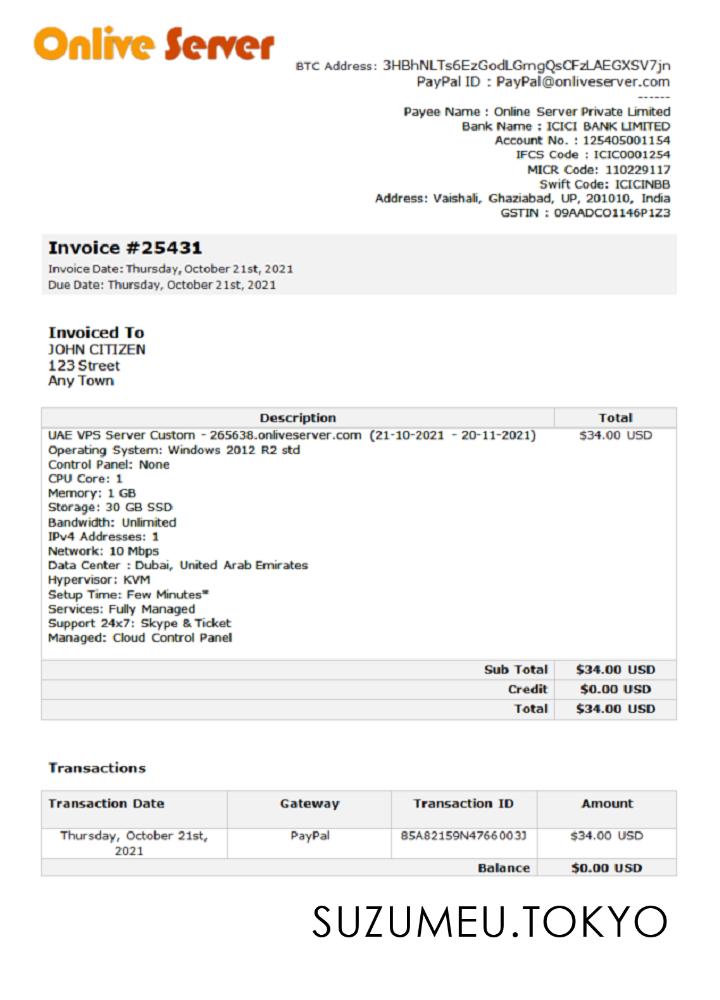 Onlive Server
BTC Address: 3HBhNLTs6EzGodLGrngQsCFzLAEGXSV7jn
PayPal ID : PayPal@onliveserver.com
------
Payee Name : Online Server Private Limited
Bank Name : ICICI BANK LIMITED
Account No. : 125405001154
IFCS Code : ICIC0001254
MICR Code: 110229117
Swift Code: ICICINBB
Address: Vaishali, Ghaziabad, UP, 201010, India
GSTIN : 09AADCO1146P1Z3
Invoice #25431
Invoice Date: Thursday, October 21st, 2021
Due Date: Thursday, October 21st, 2021
Invoiced To
JOHN CITIZEN
123 Street
Any Town
Description Total
UAE VPS Server Custom - 265638.onliveserver.com (21-10-2021 - 20-11-2021) $34.00 USD
Operating System: Windows 2012 R2 std
Control Panel: None
CPU Core: 1
Memory: 1 GB
Storage: 30 GB SSD
Bandwidth: Unlimited
IPv4 Addresses: 1
Network: 10 Mbps
Data Center : Dubai, United Arab Emirates
Hypervisor: KVM
Setup Time: Few Minutes*
Services: Fully Managed
Support 24x7: Skype & Ticket
Managed: Cloud Control Panel
Sub Total $34.00 USD
Credit $0.00 USD
Total $34.00 USD
Transactions
Transaction Date Gateway Transaction ID Amount
Thursday, October 21st, PayPal 85A82159N4766003J $34.00 USD
2021
Balance $0.00 USD
SUZUMEU.TOKYO